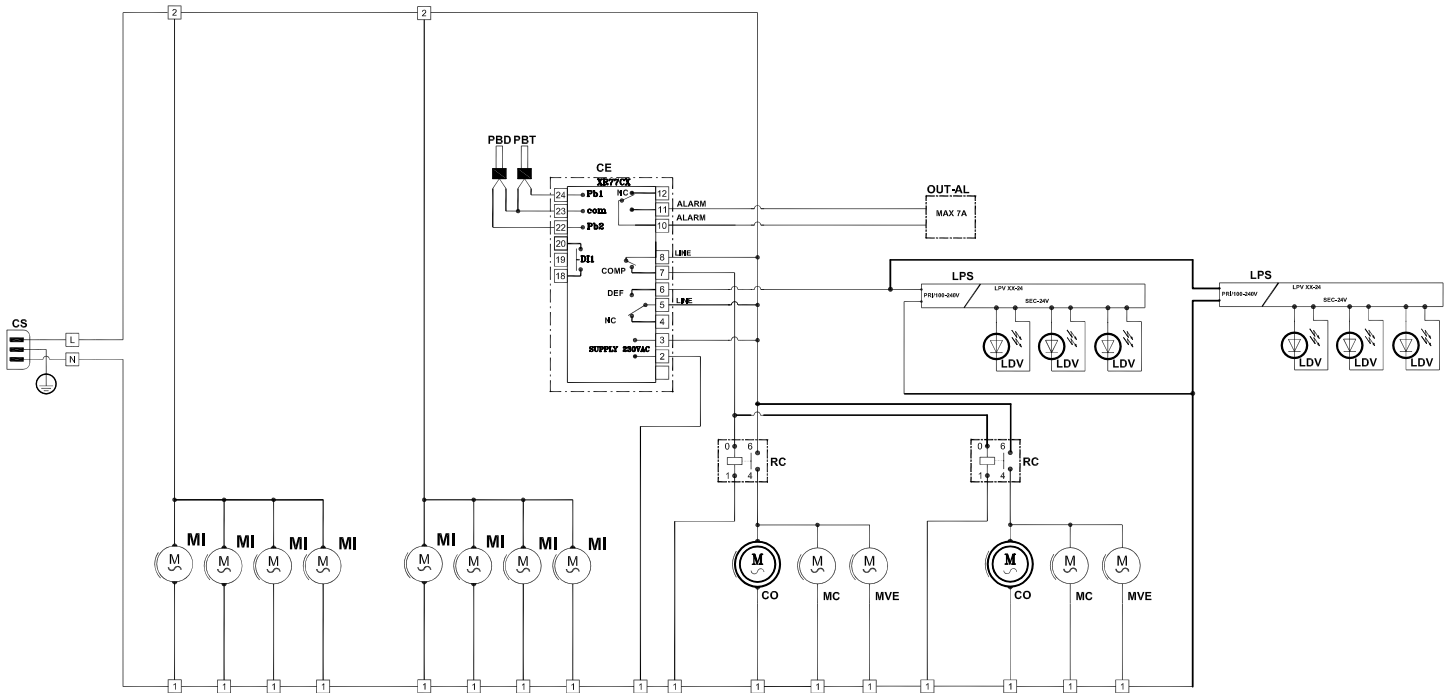 2
2
PBD PBT
CE
XR77CX
24 Pb1 NC 12
23 com 11 ALARM
22 Pb2 10 ALARM
20
19 DI1
18
8 LINE
COMP 7
DEF 6
5 LINE
NC 4
3
SUPPLY 230VAC
2
OUT-AL
MAX 7A
LPS
LPV XX-24
PRI/100-240V
SEC-24V
LDV LDV LDV
LPS
LPV XX-24
PRI/100-240V
SEC-24V
LDV LDV LDV
CS
L
N
0 6
1 4
RC
0 6
1 4
RC
MI MI MI MI
M M M M
MI MI MI MI
M M M M
M M M
CO MC MVE
M M M
CO MC MVE
1 1 1 1 1 1 1 1 1 1 1 1 1 1 1 1 1